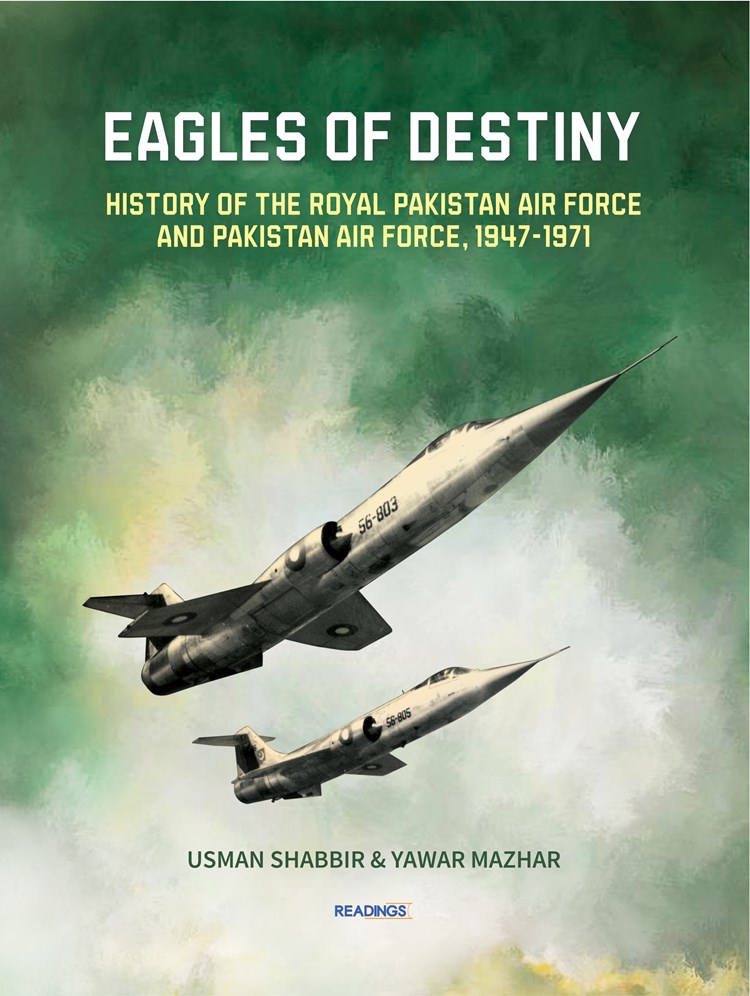 EAGLES OF DESTINY
HISTORY OF THE ROYAL PAKISTAN AIR FORCE
AND PAKISTAN AIR FORCE, 1947-1971
56-803
56-805
USMAN SHABBIR & YAWAR MAZHAR
READINGS